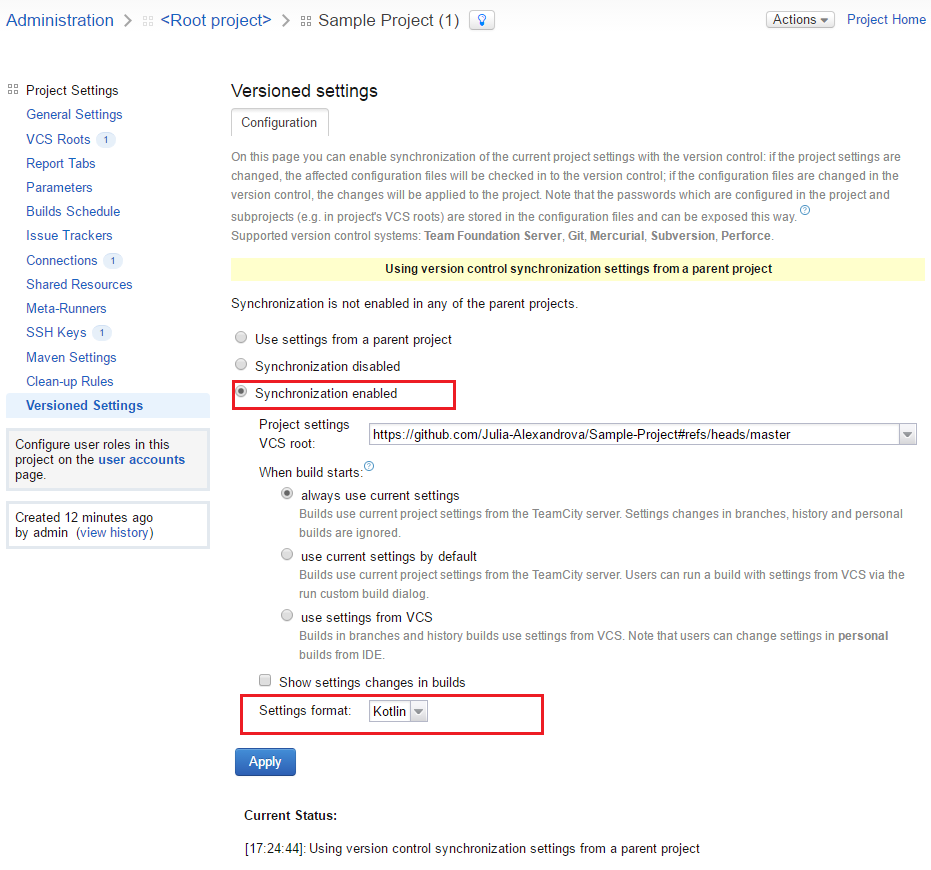 Administration > <Root project> > Sample Project (1)
Actions
Project Home
Project Settings
General Settings
VCS Roots 1
Report Tabs
Parameters
Builds Schedule
Issue Trackers
Connections 1
Shared Resources
Meta-Runners
SSH Keys 1
Maven Settings
Clean-up Rules
Versioned Settings
Configure user roles in this
project on the user accounts
page.
Created 12 minutes ago
by admin (view history)
Versioned settings
Configuration
On this page you can enable synchronization of the current project settings with the version control: if the project settings are
changed, the affected configuration files will be checked in to the version control; if the configuration files are changed in the
version control, the changes will be applied to the project. Note that the passwords which are configured in the project and
subprojects (e.g. in project's VCS roots) are stored in the configuration files and can be exposed this way. ?
Supported version control systems: Team Foundation Server, Git, Mercurial, Subversion, Perforce.
Using version control synchronization settings from a parent project
Synchronization is not enabled in any of the parent projects.
Use settings from a parent project
Synchronization disabled
Synchronization enabled
Project settings
VCS root:
https://github.com/Julia-Alexandrova/Sample-Project#refs/heads/master
When build starts: ?
always use current settings
Builds use current project settings from the TeamCity server. Settings changes in branches, history and personal
builds are ignored.
use current settings by default
Builds use current project settings from the TeamCity server. Users can run a build with settings from VCS via the
run custom build dialog.
use settings from VCS
Builds in branches and history builds use settings from VCS. Note that users can change settings in personal
builds from IDE.
Show settings changes in builds
Settings format: Kotlin
Apply
Current Status:
[17:24:44]: Using version control synchronization settings from a parent project